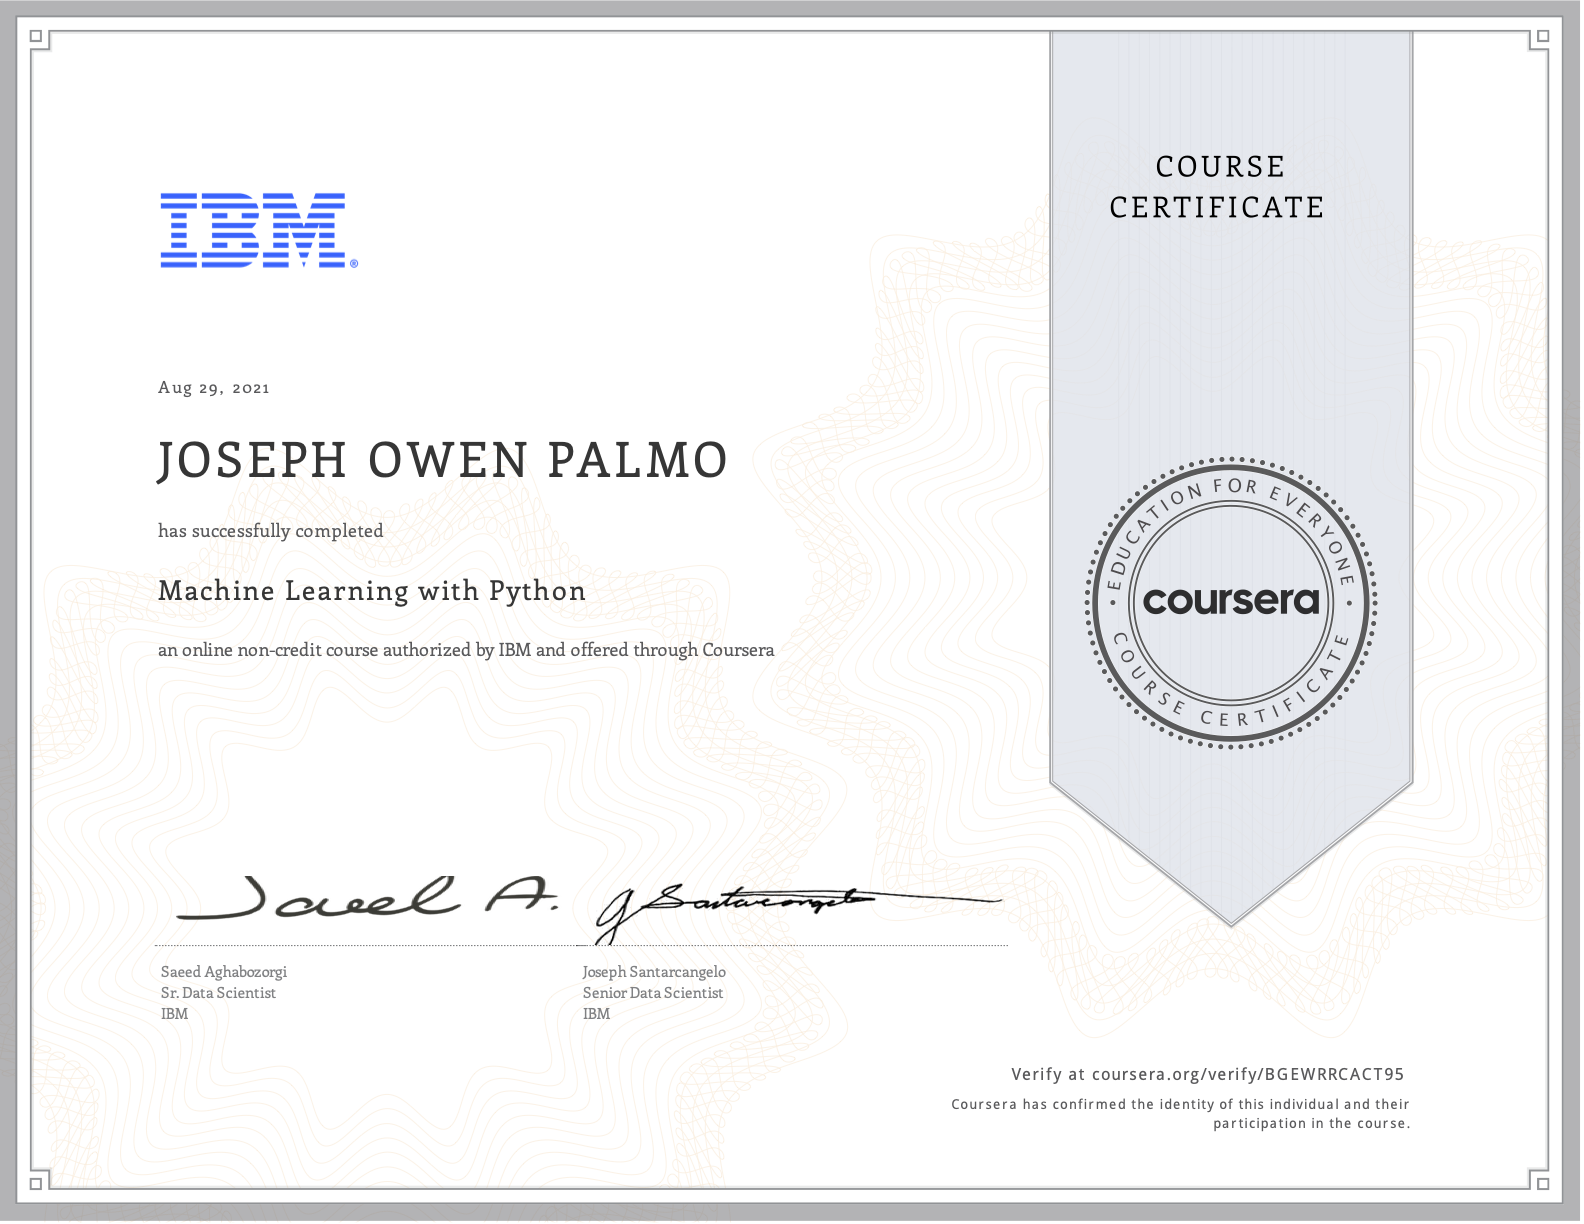 COURSE
CERTIFICATE
IBM®
Aug 29, 2021
JOSEPH OWEN PALMO
has successfully completed
Machine Learning with Python
an online non-credit course authorized by IBM and offered through Coursera
• EDUCATION FOR EVERYONE •
coursera
COURSE CERTIFICATE
Saeed A.
J Santarcangelo
Saeed Aghabozorgi
Sr. Data Scientist
IBM
Joseph Santarcangelo
Senior Data Scientist
IBM
Verify at coursera.org/verify/BGEWRRCACT95
Coursera has confirmed the identity of this individual and their
participation in the course.